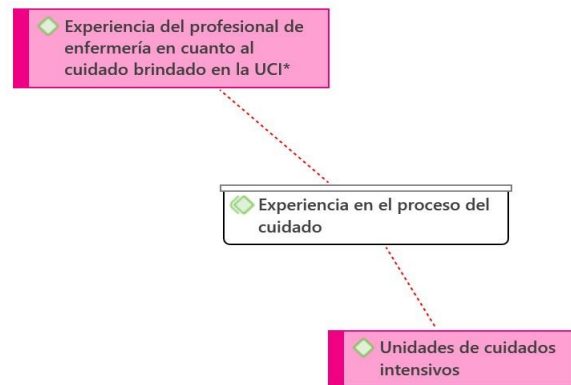 Experiencia del profesional de
enfermería en cuanto al
cuidado brindado en la UCI*
Experiencia en el proceso del
cuidado
Unidades de cuidados
intensivos